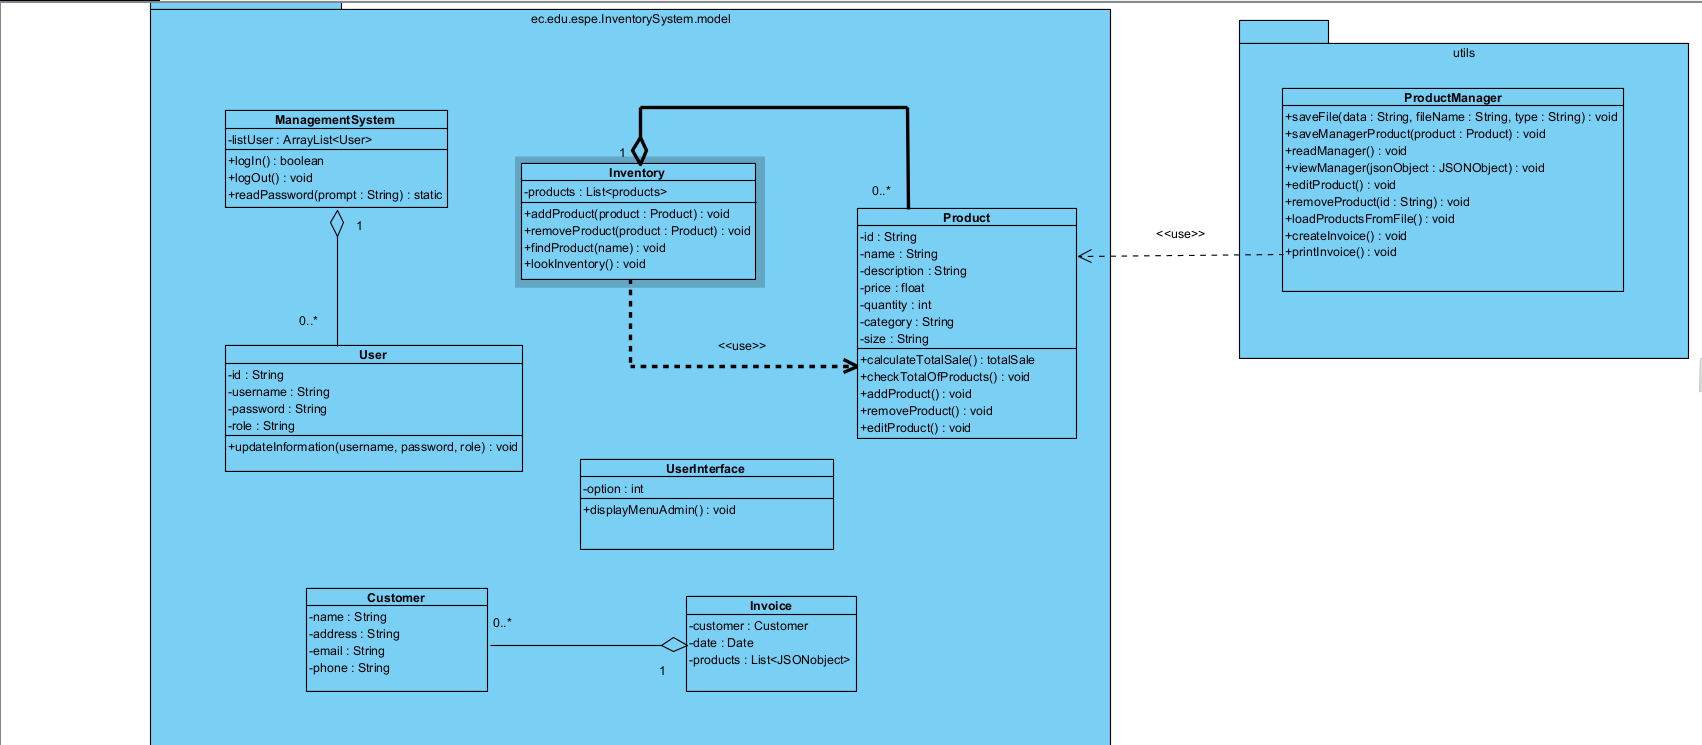 ec.edu.espe.InventorySystem.model
ManagementSystem
-listUser : ArrayList<User>
+logIn() : boolean
+logOut() : void
+readPassword(prompt : String) : static
1
0..*
User
-id : String
-username : String
-password : String
-role : String
+updateInformation(username, password, role) : void
1
Inventory
-products : List<products>
+addProduct(product : Product) : void
+removeProduct(product : Product) : void
+findProduct(name) : void
+lookInventory() : void
0..*
<<use>>
Product
-id : String
-name : String
-description : String
-price : float
-quantity : int
-category : String
-size : String
+calculateTotalSale() : totalSale
+checkTotalOfProducts() : void
+addProduct() : void
+removeProduct() : void
+editProduct() : void
UserInterface
-option : int
+displayMenuAdmin() : void
Customer
-name : String
-address : String
-email : String
-phone : String
0..*
1
Invoice
-customer : Customer
-date : Date
-products : List<JSONobject>
<<use>>
utils
ProductManager
+saveFile(data : String, fileName : String, type : String) : void
+saveManagerProduct(product : Product) : void
+readManager() : void
+viewManager(jsonObject : JSONObject) : void
+editProduct() : void
+removeProduct(id : String) : void
+loadProductsFromFile() : void
+createInvoice() : void
+printInvoice() : void